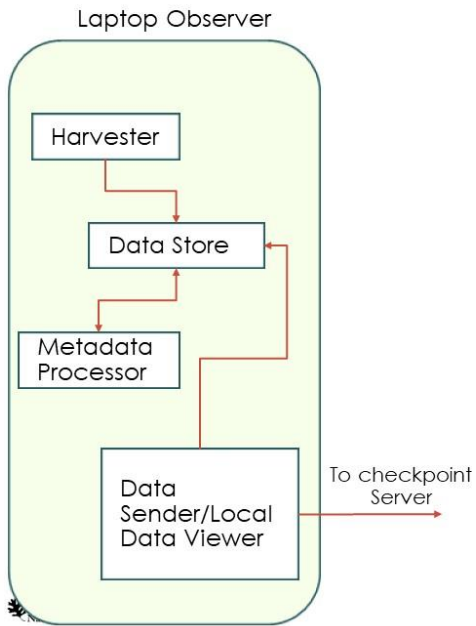 Laptop Observer
Harvester
Data Store
Metadata
Processor
Data
Sender/Local
Data Viewer
To checkpoint
Server